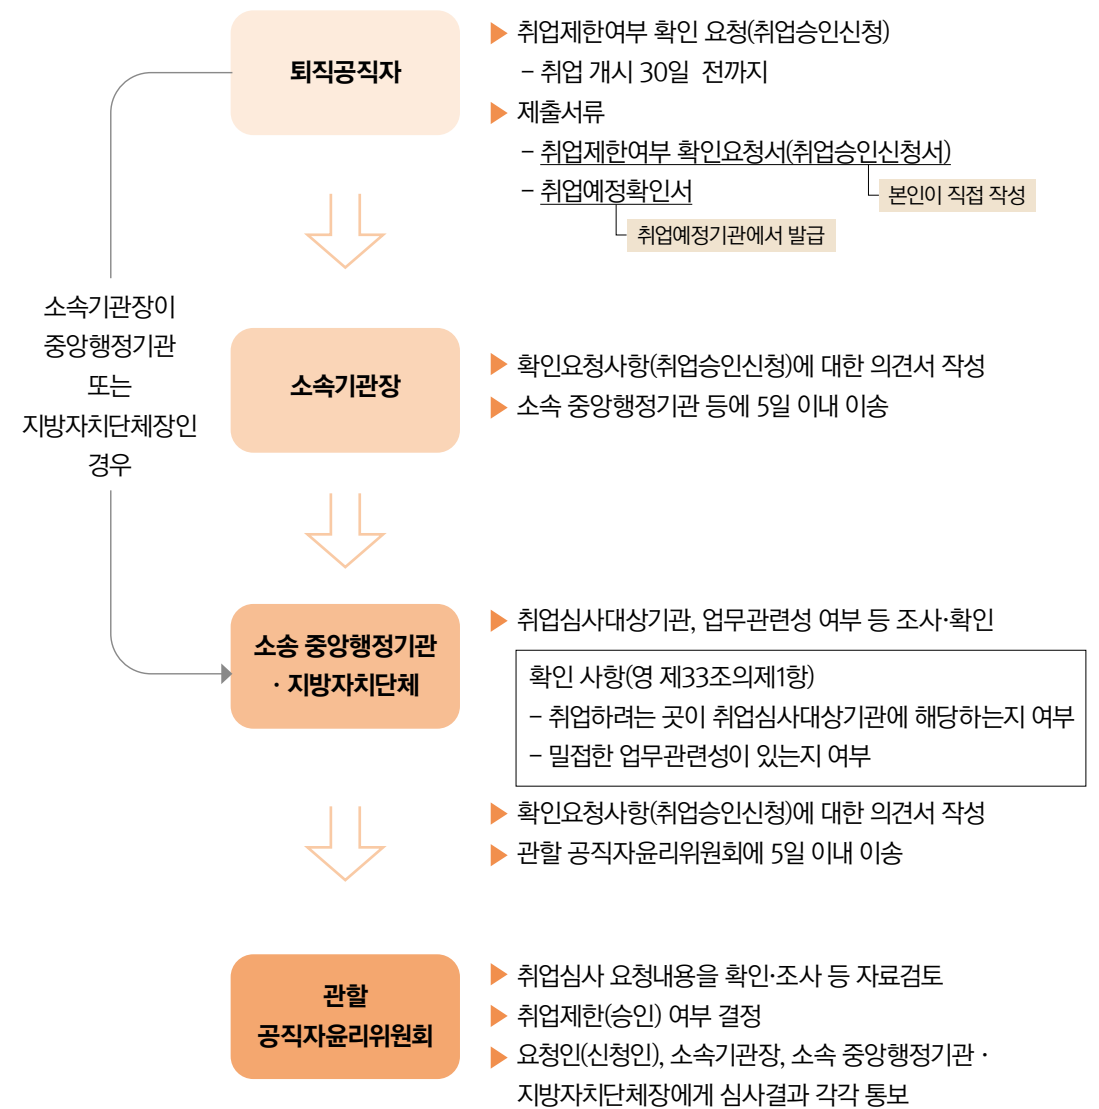 퇴직공직자
▶ 취업제한여부 확인 요청(취업승인신청)
– 취업 개시 30일 전까지
▶ 제출서류
– 취업제한여부 확인요청서(취업승인신청서)
본인이 직접 작성
– 취업예정확인서
취업예정기관에서 발급
소속기관장이
중앙행정기관
또는
지방자치단체장인
경우
소속기관장
▶ 확인요청사항(취업승인신청)에 대한 의견서 작성
▶ 소속 중앙행정기관 등에 5일 이내 이송
소송 중앙행정기관
· 지방자치단체
▶ 취업심사대상기관, 업무관련성 여부 등 조사·확인
확인 사항(영 제33조의제1항)
– 취업하려는 곳이 취업심사대상기관에 해당하는지 여부
– 밀접한 업무관련성이 있는지 여부
▶ 확인요청사항(취업승인신청)에 대한 의견서 작성
▶ 관할 공직자윤리위원회에 5일 이내 이송
관할
공직자윤리위원회
▶ 취업심사 요청내용을 확인·조사 등 자료검토
▶ 취업제한(승인) 여부 결정
▶ 요청인(신청인), 소속기관장, 소속 중앙행정기관 ·
지방자치단체장에게 심사결과 각각 통보